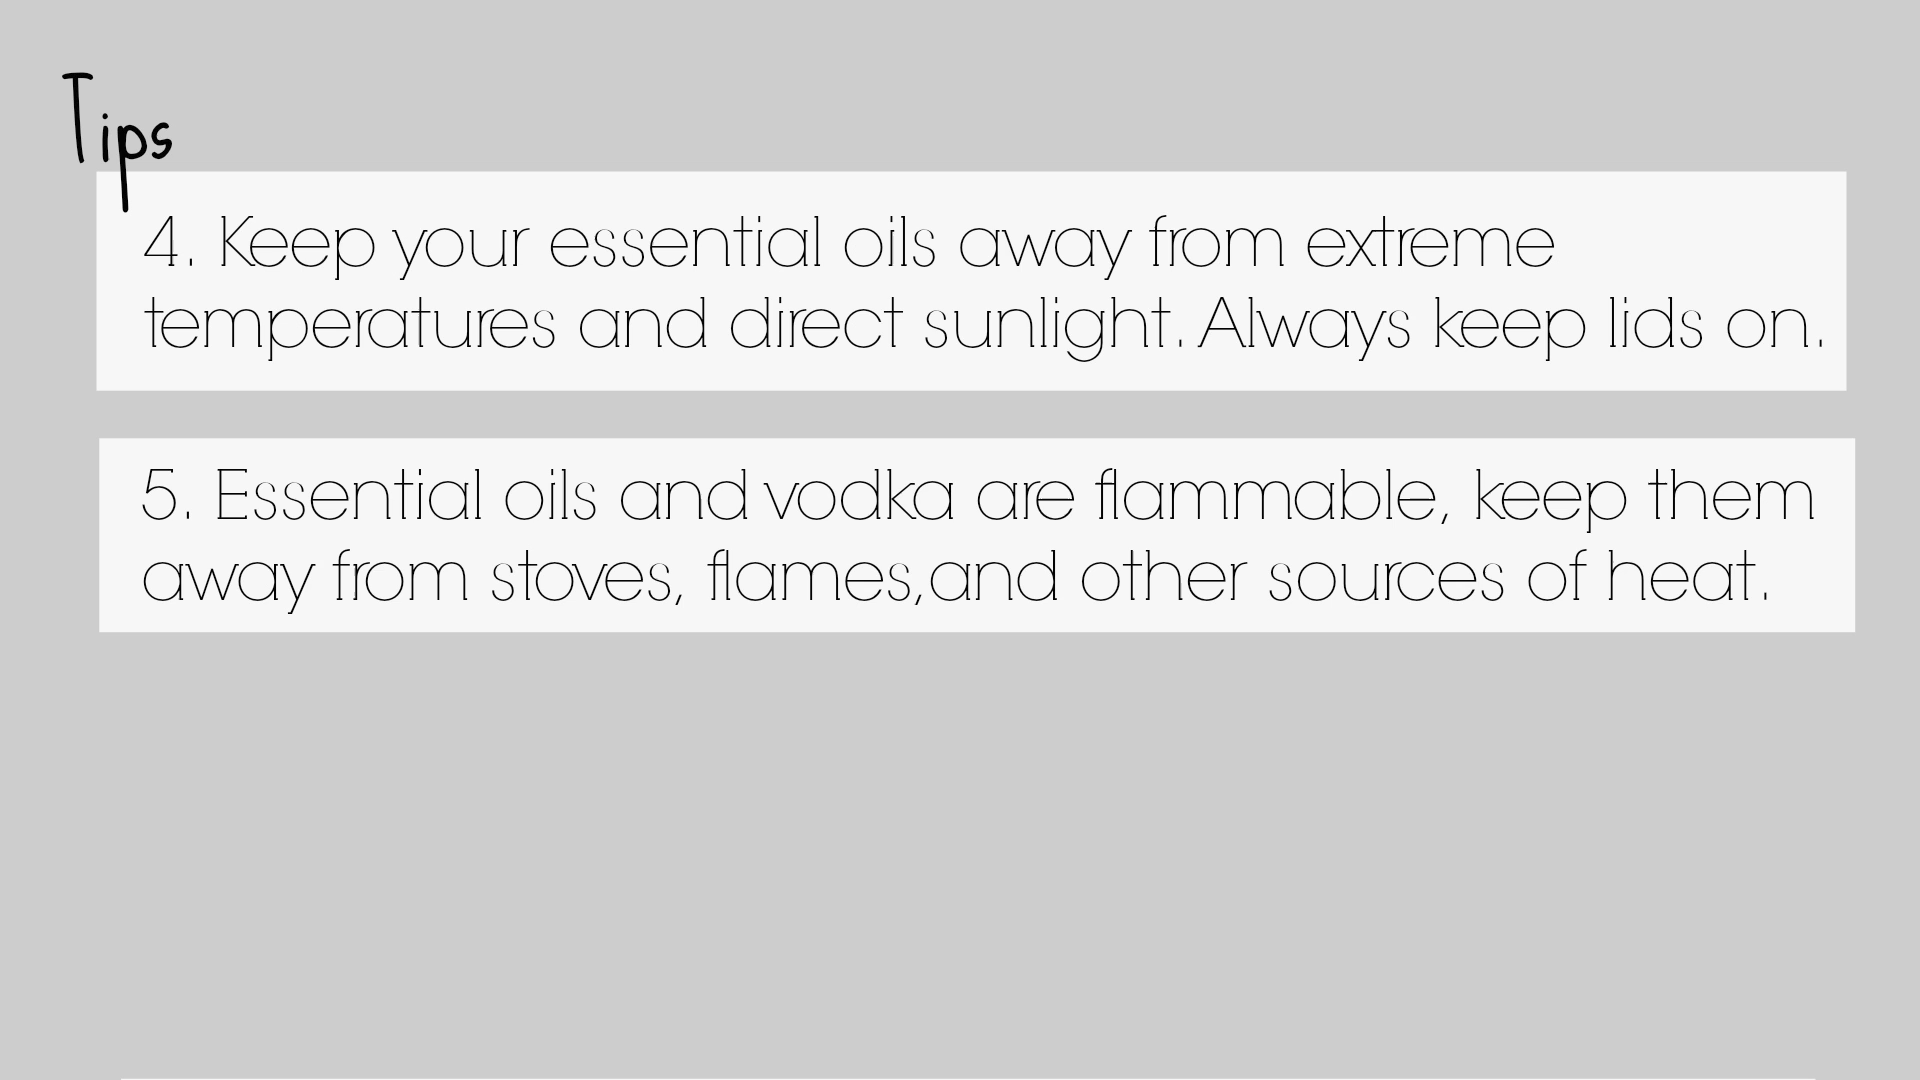 Tips
4. Keep your essential oils away from extreme
temperatures and direct sunlight. Always keep lids on.
5. Essential oils and vodka are flammable, keep them
away from stoves, flames,and other sources of heat.